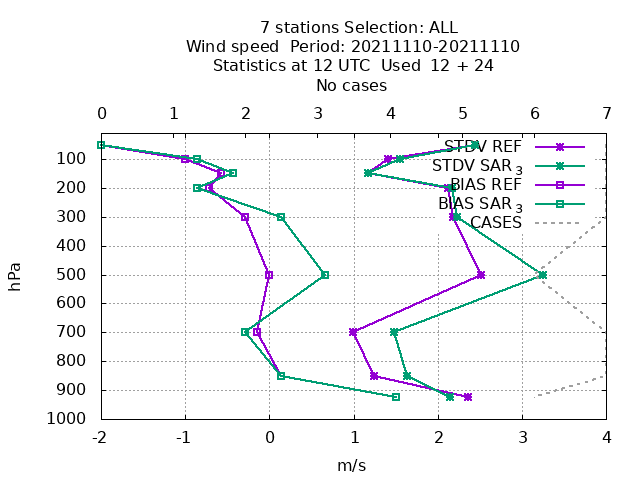 7 stations Selection: ALL
Wind speed  Period: 20211110-20211110
Statistics at 12 UTC  Used  12 + 24
No cases
0 1 2 3 4 5 6 7
STDV REF
STDV SAR 3
BIAS REF
BIAS SAR 3
CASES
hPa
100
200
300
400
500
600
700
800
900
1000
-2 -1 0 1 2 3 4
m/s